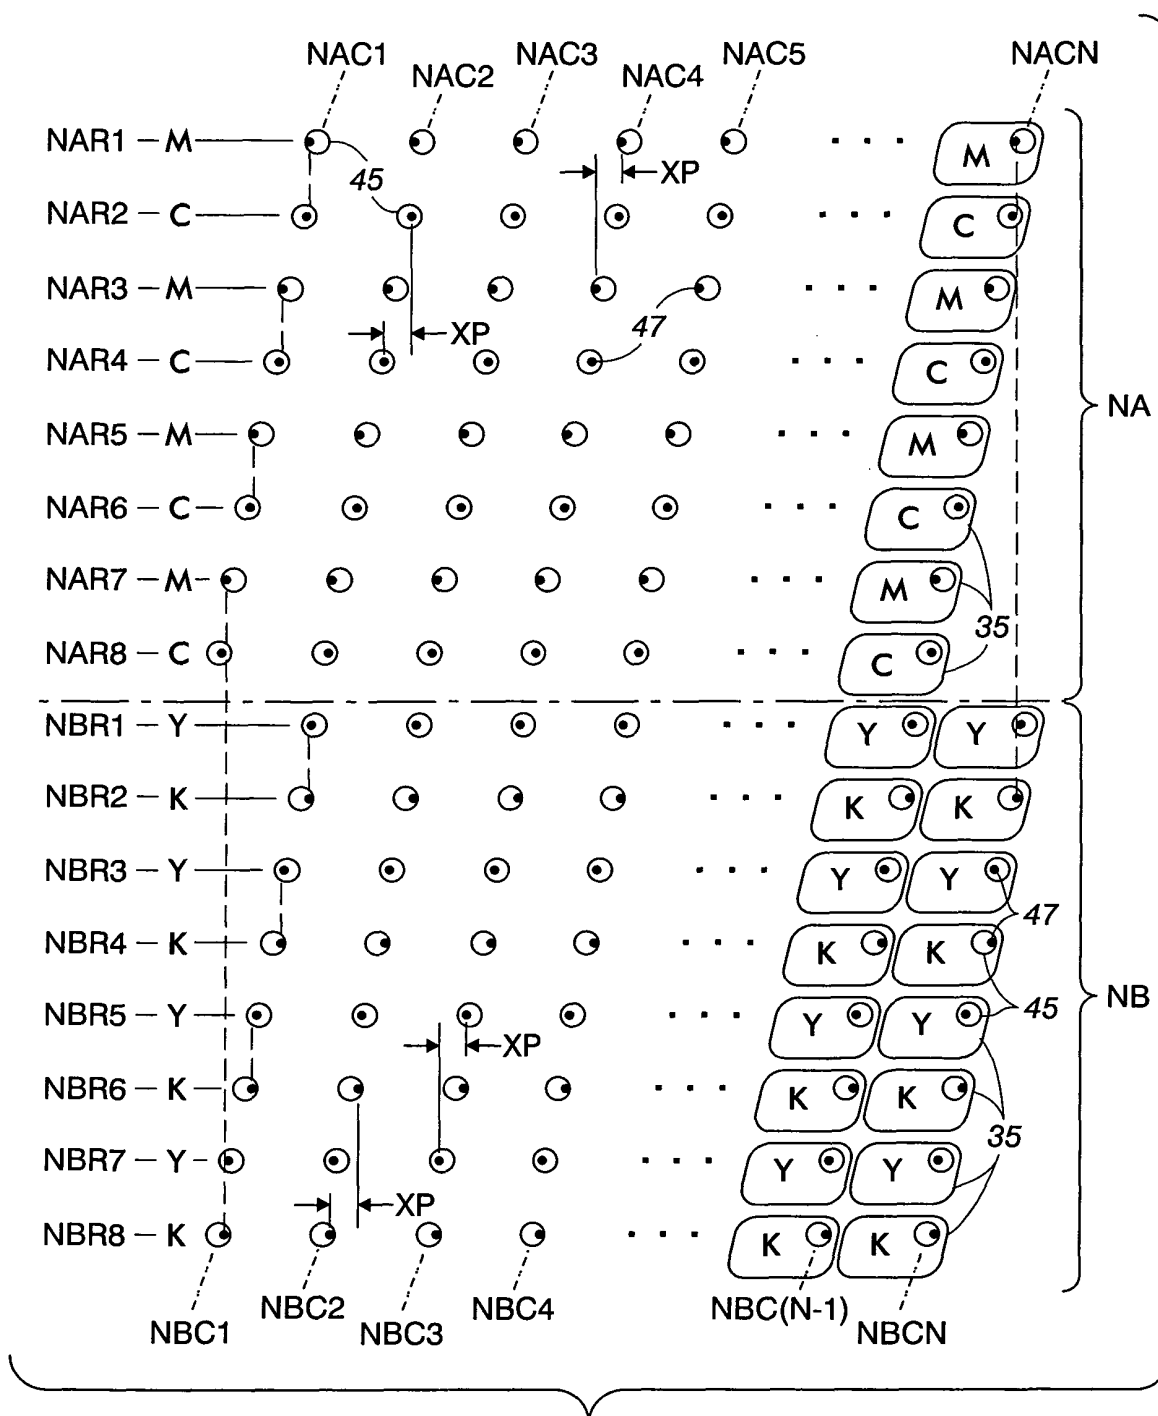 NAC1 NAC2 NAC3 NAC4 NAC5 NACN
NAR1 – M M
XP
45
NAR2 – C C
NAR3 – M M
XP 47
NAR4 – C C
NA
NAR5 – M M
NAR6 – C C
NAR7 – M M
35
NAR8 – C C
NBR1 – Y Y Y
NBR2 – K K K
NBR3 – Y Y Y
47
NBR4 – K K K
NB
45
NBR5 – Y Y Y
XP
NBR6 – K K K
35
NBR7 – Y Y Y
XP
NBR8 – K K K
NBC1 NBC2 NBC3 NBC4 NBC(N-1) NBCN